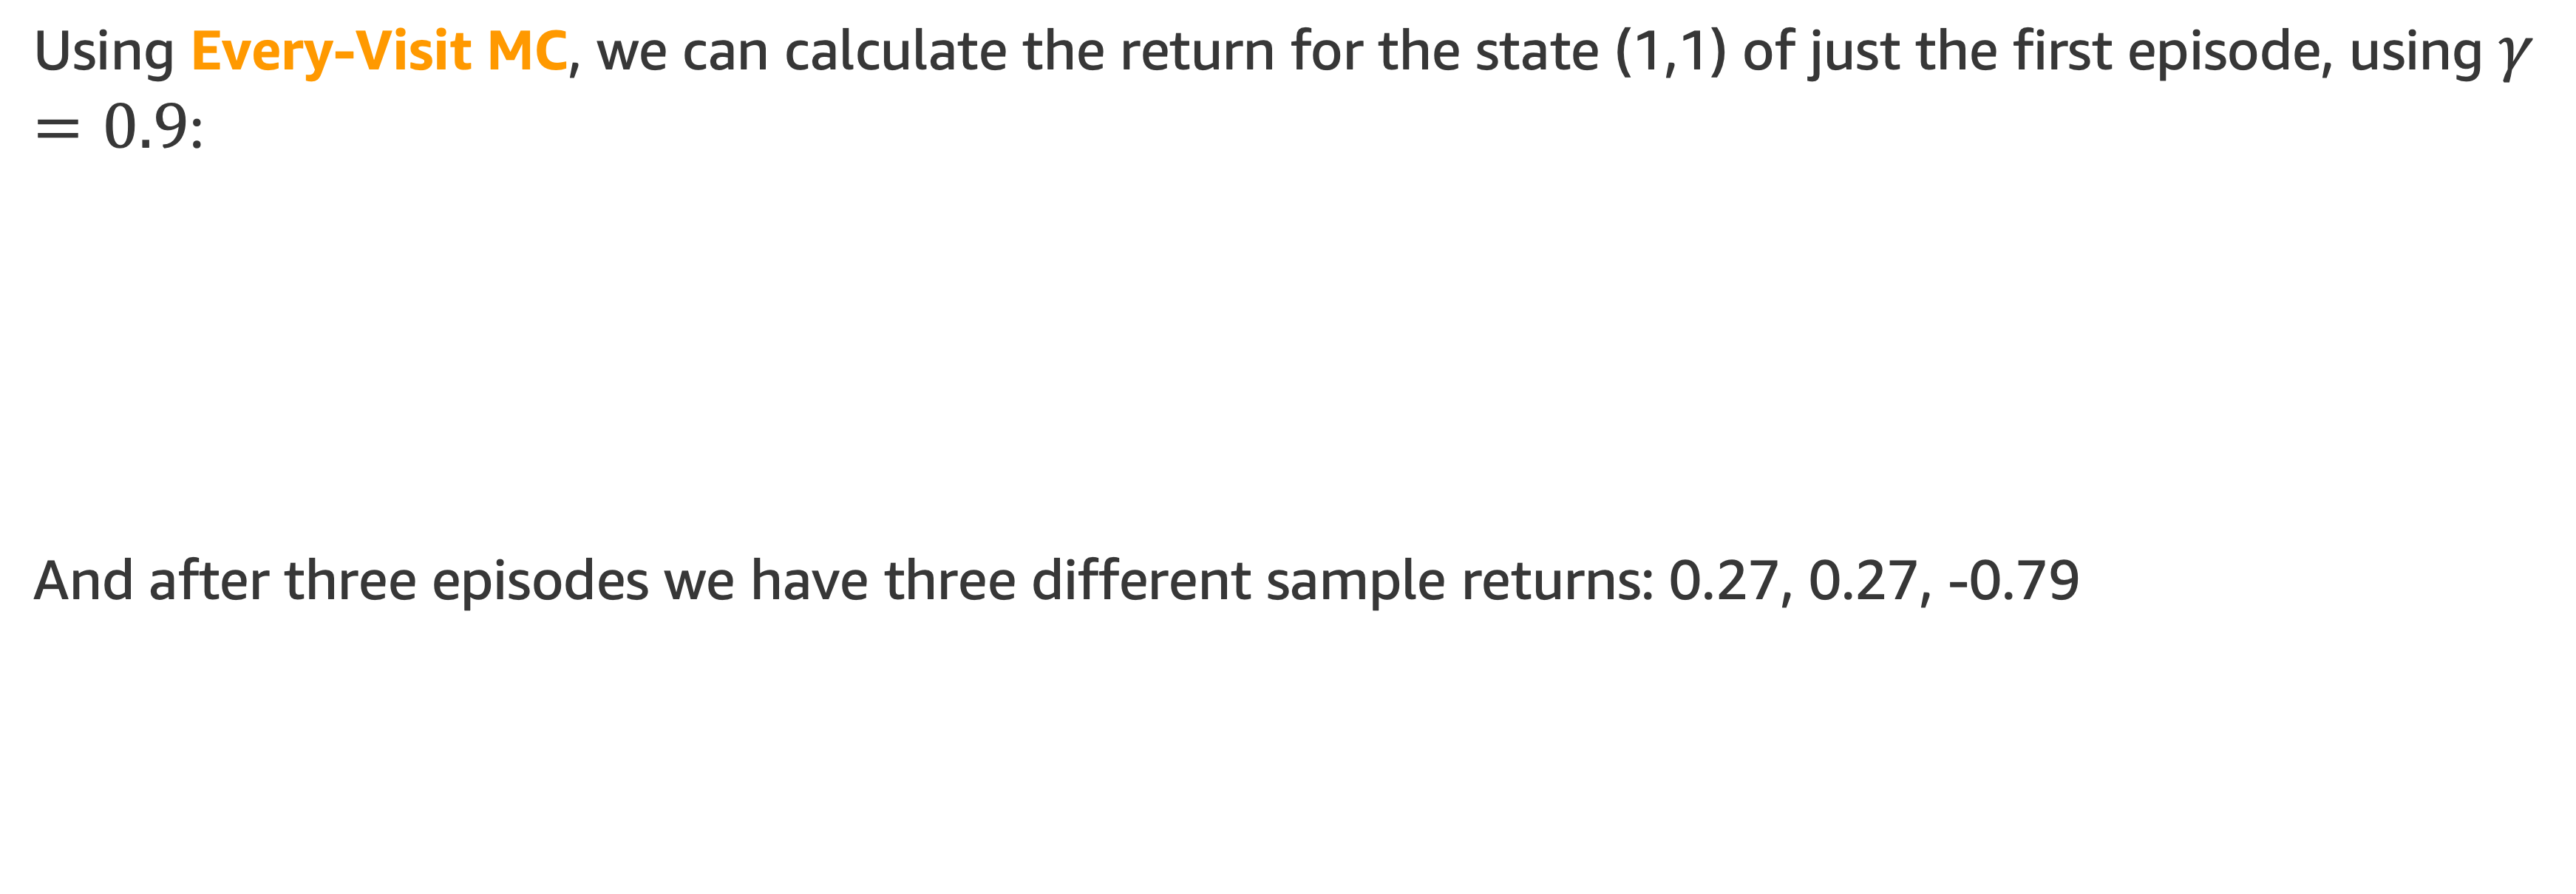 Using Every-Visit MC, we can calculate the return for the state (1,1) of just the first episode, using γ
= 0.9:
And after three episodes we have three different sample returns: 0.27, 0.27, -0.79